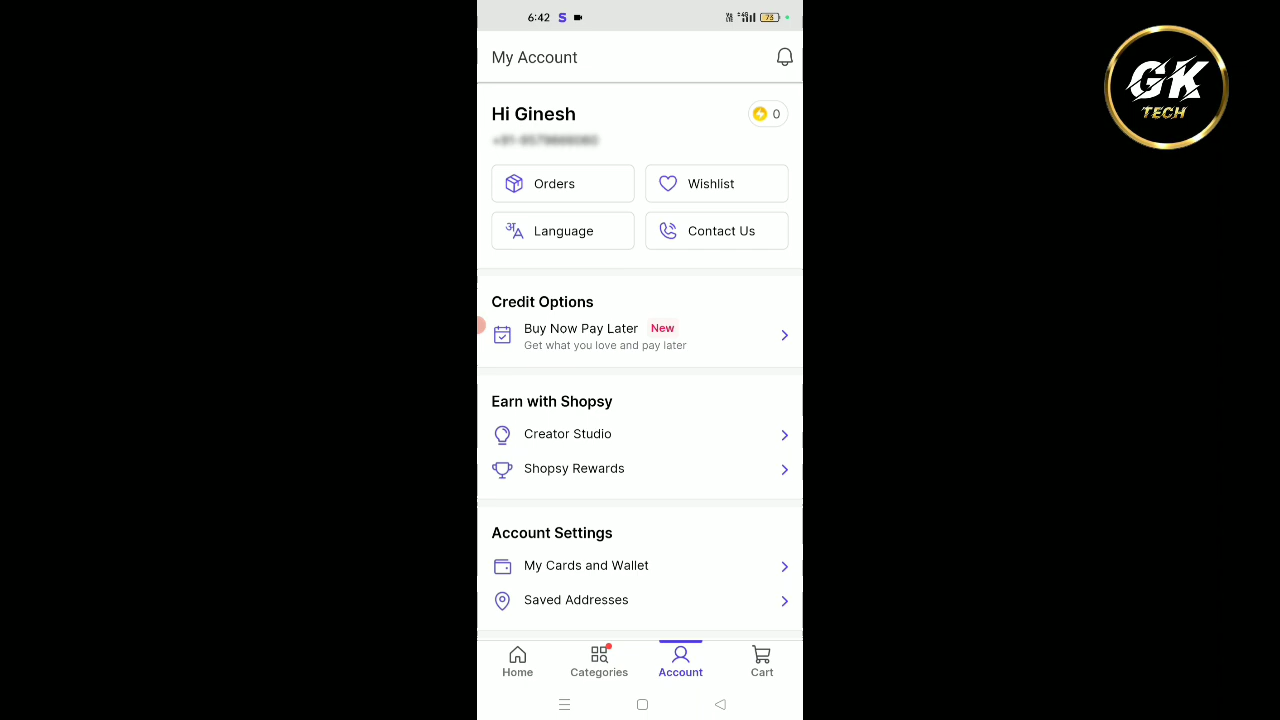 6:42 S 73
GK
TECH
My Account
Hi Ginesh
0
Orders
Wishlist
Language
Contact Us
Credit Options
Buy Now Pay Later New
Get what you love and pay later
Earn with Shopsy
Creator Studio
Shopsy Rewards
Account Settings
My Cards and Wallet
Saved Addresses
Home
Categories
Account
Cart